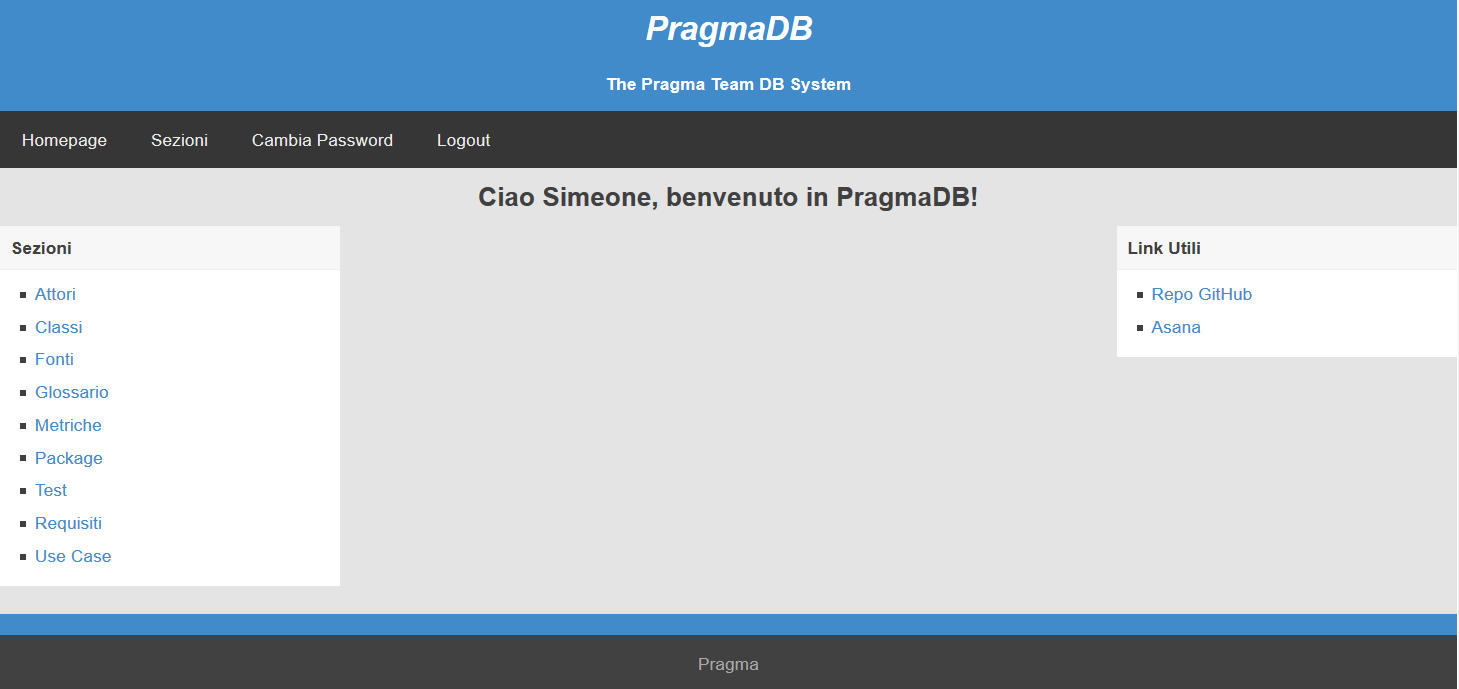 PragmaDB
The Pragma Team DB System
Homepage Sezioni Cambia Password Logout
Ciao Simeone, benvenuto in PragmaDB!
Sezioni
Attori
Classi
Fonti
Glossario
Metriche
Package
Test
Requisiti
Use Case
Link Utili
Repo GitHub
Asana
Pragma